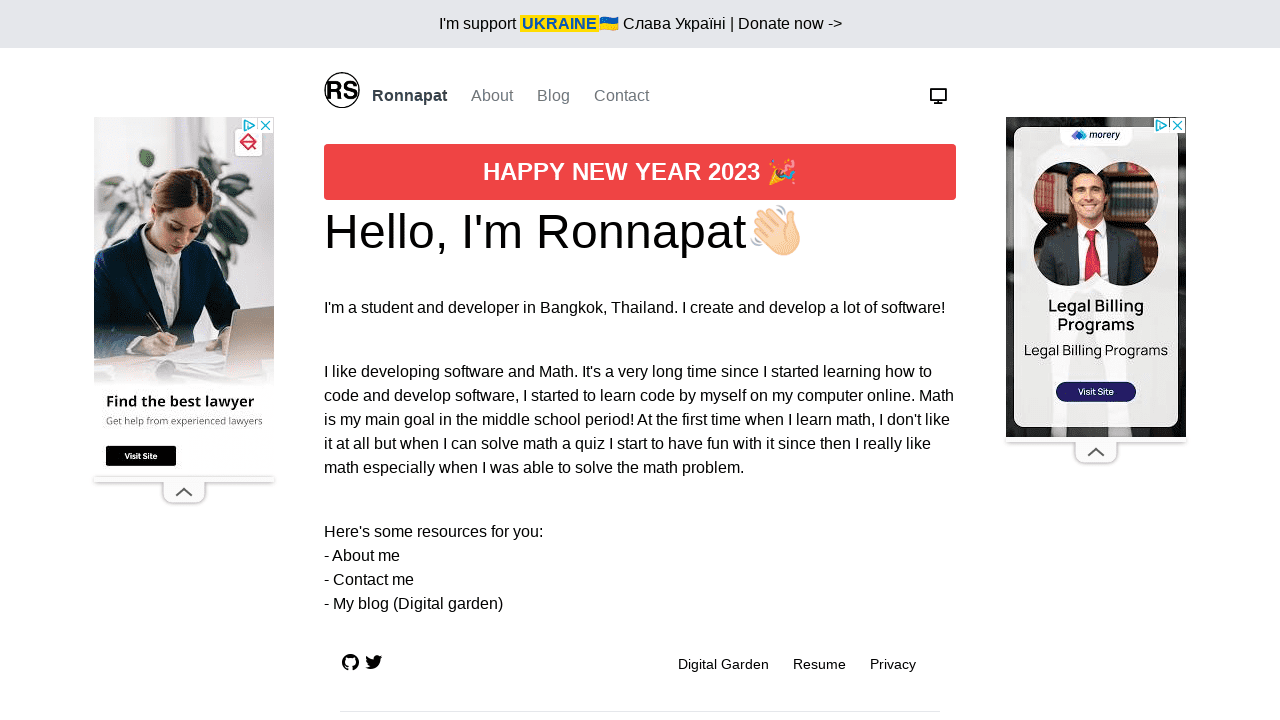 I'm support UKRAINE🇺🇦 Слава Україні | Donate now ->
RS Ronnapat About Blog Contact
HAPPY NEW YEAR 2023 🎉
Hello, I'm Ronnapat👋🏻
I'm a student and developer in Bangkok, Thailand. I create and develop a lot of software!
I like developing software and Math. It's a very long time since I started learning how to
code and develop software, I started to learn code by myself on my computer online. Math
is my main goal in the middle school period! At the first time when I learn math, I don't like
it at all but when I can solve math a quiz I start to have fun with it since then I really like
math especially when I was able to solve the math problem.
Here's some resources for you:
- About me
- Contact me
- My blog (Digital garden)
Digital Garden Resume Privacy
Find the best lawyer
Get help from experienced lawyers
Visit Site
morery
Legal Billing
Programs
Legal Billing Programs
Visit Site